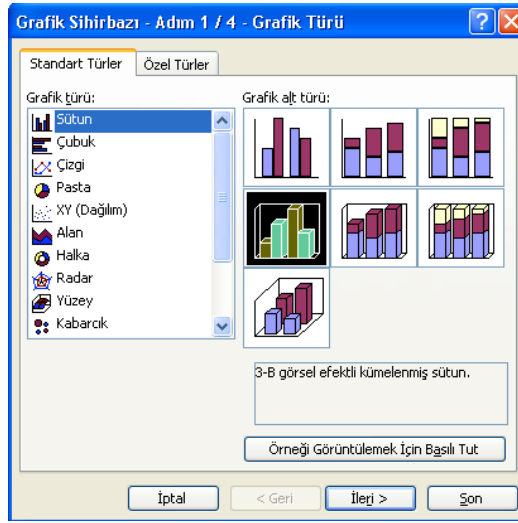 Grafik Sihirbazı - Adım 1 / 4 - Grafik Türü
Standart Türler
Özel Türler
Grafik türü:
Sütun
Çubuk
Çizgi
Pasta
XY (Dağılım)
Alan
Halka
Radar
Yüzey
Kabarcık
Grafik alt türü:
3-B görsel efektli kümelenmiş sütun.
Örneği Görüntülemek İçin Basılı Tut
İptal
< Geri
İleri >
Son